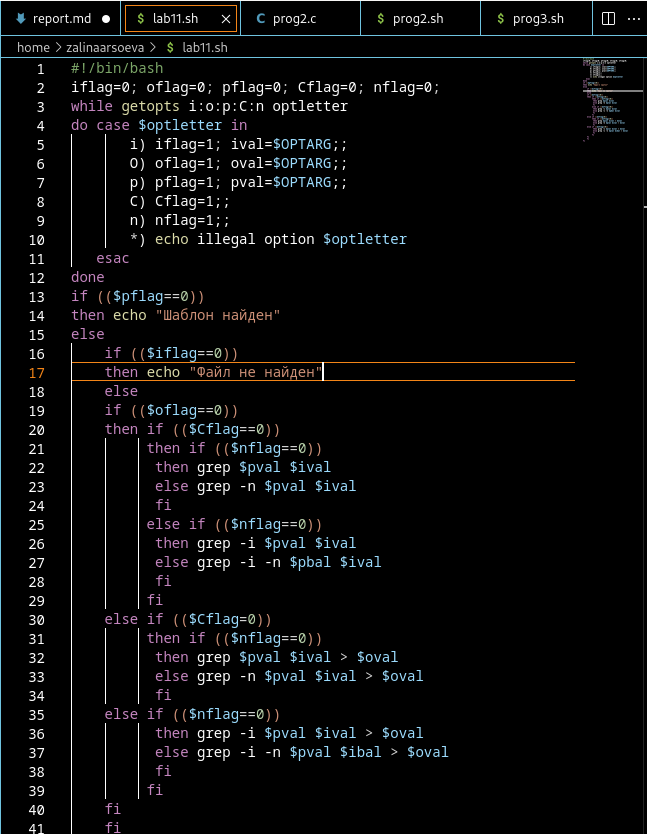 report.md lab11.sh prog2.c prog2.sh prog3.sh
home > zalinaarsoeva > lab11.sh
1 #!/bin/bash
2 iflag=0; oflag=0; pflag=0; Cflag=0; nflag=0;
3 while getopts i:o:p:C:n optletter
4 do case $optletter in
5 i) iflag=1; ival=$OPTARG;;
6 O) oflag=1; oval=$OPTARG;;
7 p) pflag=1; pval=$OPTARG;;
8 C) Cflag=1;;
9 n) nflag=1;;
10 *) echo illegal option $optletter
11 esac
12 done
13 if (($pflag==0))
14 then echo "Шаблон найден"
15 else
16 if (($iflag==0))
17 then echo "Файл не найден"
18 else
19 if (($oflag==0))
20 then if (($Cflag==0))
21 then if (($nflag==0))
22 then grep $pval $ival
23 else grep -n $pval $ival
24 fi
25 else if (($nflag==0))
26 then grep -i $pval $ival
27 else grep -i -n $pbal $ival
28 fi
29 fi
30 else if (($Cflag=0))
31 then if (($nflag==0))
32 then grep $pval $ival > $oval
33 else grep -n $pval $ival > $oval
34 fi
35 else if (($nflag==0))
36 then grep -i $pval $ival > $oval
37 else grep -i -n $pval $ibal > $oval
38 fi
39 fi
40 fi
41 fi